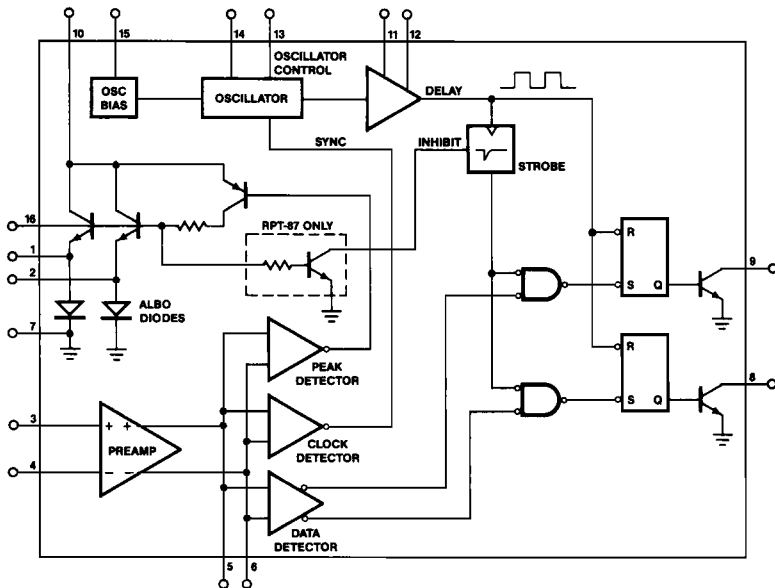 10
15
14
13
11
12
OSCILLATOR
CONTROL
OSC
BIAS
OSCILLATOR
DELAY
SYNC
INHIBIT
STROBE
16
1
2
7
RPT-87 ONLY
ALBO
DIODES
R
S Q
9
PEAK
DETECTOR
R
S Q
8
3
4
+ +
PREAMP
– –
CLOCK
DETECTOR
DATA
DETECTOR
5
6